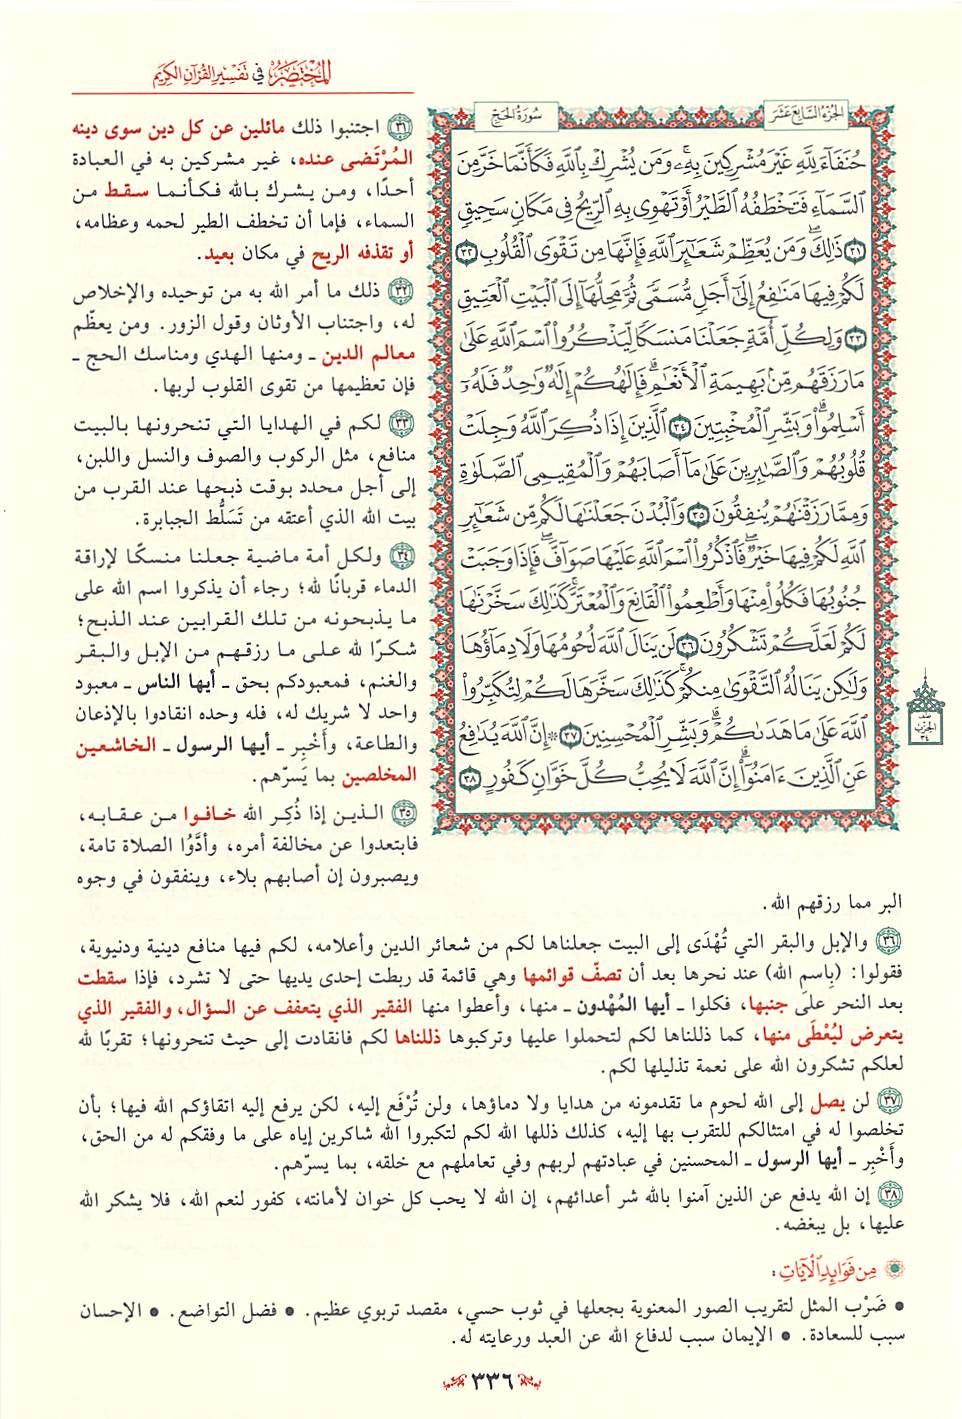 المختصر في تفسير القرآن الكريم
الجزء السابع عشر
سورة الحج
حُنَفَآءَ لِلَّهِ غَيْرَ مُشْرِكِينَ بِهِۦۚ وَمَن يُشْرِكْ بِٱللَّهِ فَكَأَنَّمَا خَرَّ مِنَ
ٱلسَّمَآءِ فَتَخْطَفُهُ ٱلطَّيْرُ أَوْ تَهْوِى بِهِ ٱلرِّيحُ فِى مَكَانٍ سَحِيقٍ
٣١ ذَٰلِكَۖ وَمَن يُعَظِّمْ شَعَٰٓئِرَ ٱللَّهِ فَإِنَّهَا مِن تَقْوَى ٱلْقُلُوبِ ٣٢
لَكُمْ فِيهَا مَنَٰفِعُ إِلَىٰٓ أَجَلٍ مُّسَمًّى ثُمَّ مَحِلُّهَآ إِلَى ٱلْبَيْتِ ٱلْعَتِيقِ
٣٣ وَلِكُلِّ أُمَّةٍ جَعَلْنَا مَنسَكًا لِّيَذْكُرُوا۟ ٱسْمَ ٱللَّهِ عَلَىٰ
مَا رَزَقَهُم مِّنۢ بَهِيمَةِ ٱلْأَنْعَٰمِۗ فَإِلَٰهُكُمْ إِلَٰهٌ وَٰحِدٌ فَلَهُۥٓ
أَسْلِمُوا۟ۗ وَبَشِّرِ ٱلْمُخْبِتِينَ ٣٤ ٱلَّذِينَ إِذَا ذُكِرَ ٱللَّهُ وَجِلَتْ
قُلُوبُهُمْ وَٱلصَّٰبِرِينَ عَلَىٰ مَآ أَصَابَهُمْ وَٱلْمُقِيمِى ٱلصَّلَوٰةِ
وَمِمَّا رَزَقْنَٰهُمْ يُنفِقُونَ ٣٥ وَٱلْبُدْنَ جَعَلْنَٰهَا لَكُم مِّن شَعَٰٓئِرِ
ٱللَّهِ لَكُمْ فِيهَا خَيْرٌۖ فَٱذْكُرُوا۟ ٱسْمَ ٱللَّهِ عَلَيْهَا صَوَآفَّۖ فَإِذَا وَجَبَتْ
جُنُوبُهَا فَكُلُوا۟ مِنْهَا وَأَطْعِمُوا۟ ٱلْقَانِعَ وَٱلْمُعْتَرَّۚ كَذَٰلِكَ سَخَّرْنَٰهَا
لَكُمْ لَعَلَّكُمْ تَشْكُرُونَ ٣٦ لَن يَنَالَ ٱللَّهَ لُحُومُهَا وَلَا دِمَآؤُهَا
وَلَٰكِن يَنَالُهُ ٱلتَّقْوَىٰ مِنكُمْۚ كَذَٰلِكَ سَخَّرَهَا لَكُمْ لِتُكَبِّرُوا۟
ٱللَّهَ عَلَىٰ مَا هَدَىٰكُمْۗ وَبَشِّرِ ٱلْمُحْسِنِينَ ٣٧ ۞ إِنَّ ٱللَّهَ يُدَٰفِعُ
عَنِ ٱلَّذِينَ ءَامَنُوٓا۟ۗ إِنَّ ٱللَّهَ لَا يُحِبُّ كُلَّ خَوَّانٍ كَفُورٍ ٣٨
نصف
الحزب
٣٤
٣١ اجتنبوا ذلك مائلين عن كل دين سوى دينه
المُرْتَضى عنده، غير مشركين به في العبادة
أحدًا، ومن يشرك بالله فكأنما سقط من
السماء، فإما أن تخطف الطير لحمه وعظامه،
أو تقذفه الريح في مكان بعيد.
٣٢ ذلك ما أمر الله به من توحيده والإخلاص
له، واجتناب الأوثان وقول الزور. ومن يعظّم
معالم الدين ـ ومنها الهدي ومناسك الحج ـ
فإن تعظيمها من تقوى القلوب لربها.
٣٣ لكم في الهدايا التي تنحرونها بالبيت
منافع، مثل الركوب والصوف والنسل واللبن،
إلى أجل محدد بوقت ذبحها عند القرب من
بيت الله الذي أعتقه من تَسَلُّط الجبابرة.
٣٤ ولكل أمة ماضية جعلنا منسكًا لإراقة
الدماء قربانًا لله؛ رجاء أن يذكروا اسم الله على
ما يذبحونه من تلك القرابين عند الذبح؛
شكرًا لله على ما رزقهم من الإبل والبقر
والغنم، فمعبودكم بحق ـ أيها الناس ـ معبود
واحد لا شريك له، فله وحده انقادوا بالإذعان
والطاعة، وأَخْبِر ـ أيها الرسول ـ الخاشعين
المخلصين بما يَسرّهم.
٣٥ الذين إذا ذُكِر الله خافوا من عقابه،
فابتعدوا عن مخالفة أمره، وأدَّوُا الصلاة تامة،
ويصبرون إن أصابهم بلاء، وينفقون في وجوه
البر مما رزقهم الله.
٣٦ والإبل والبقر التي تُهْدَى إلى البيت جعلناها لكم من شعائر الدين وأعلامه، لكم فيها منافع دينية ودنيوية،
فقولوا: (بِاسم الله) عند نحرها بعد أن تصفّ قوائمها وهي قائمة قد ربطت إحدى يديها حتى لا تشرد، فإذا سقطت
بعد النحر على جنبها، فكلوا ـ أيها المُهْدون ـ منها، وأعطوا منها الفقير الذي يتعفف عن السؤال، والفقير الذي
يتعرض ليُعْطَى منها، كما ذللناها لكم لتحملوا عليها وتركبوها ذللناها لكم فانقادت إلى حيث تنحرونها؛ تقربًا لله
لعلكم تشكرون الله على نعمة تذليلها لكم.
٣٧ لن يصل إلى الله لحوم ما تقدمونه من هدايا ولا دماؤها، ولن تُرْفَع إليه، لكن يرفع إليه اتقاؤكم الله فيها؛ بأن
تخلصوا له في امتثالكم للتقرب بها إليه، كذلك ذللها الله لكم لتكبروا الله شاكرين إياه على ما وفقكم له من الحق،
وأَخْبِر ـ أيها الرسول ـ المحسنين في عبادتهم لربهم وفي تعاملهم مع خلقه، بما يسرّهم.
٣٨ إن الله يدفع عن الذين آمنوا بالله شر أعدائهم، إن الله لا يحب كل خوان لأمانته، كفور لنعم الله، فلا يشكر الله
عليها، بل يبغضه.
من فوائد الآيات:
• ضَرْب المثل لتقريب الصور المعنوية بجعلها في ثوب حسي، مقصد تربوي عظيم. • فضل التواضع. • الإحسان
سبب للسعادة. • الإيمان سبب لدفاع الله عن العبد ورعايته له.
٣٣٦